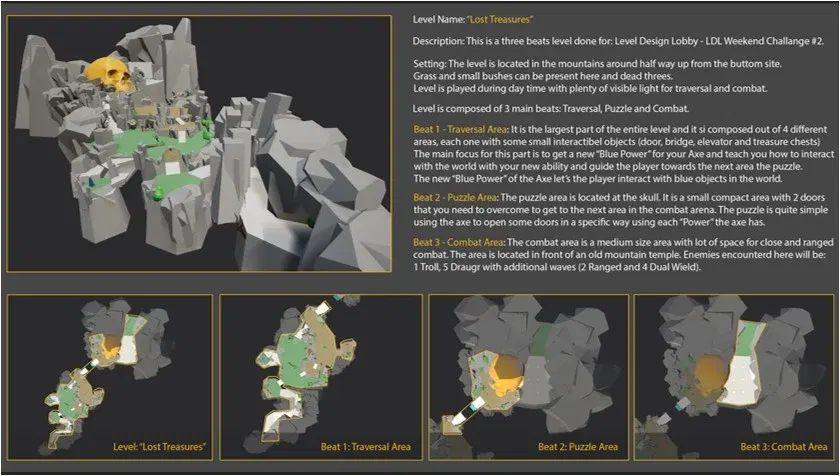 Level Name: “Lost Treasures”
Description: This is a three beats level done for: Level Design Lobby - LDL Weekend Challange #2.
Setting: The level is located in the mountains around half way up from the buttom site.
Grass and small bushes can be present here and dead threes.
Level is played during day time with plenty of visible light for traversal and combat.
Level is composed of 3 main beats: Traversal, Puzzle and Combat.
Beat 1 - Traversal Area: It is the largest part of the entire level and it si composed out of 4 different
areas, each one with some small interactibel objects (door, bridge, elevator and treasure chests)
The main focus for this part is to get a new “Blue Power” for your Axe and teach you how to interact
with the world with your new ability and guide the player towards the next area the puzzle.
The new “Blue Power” of the Axe let’s the player interact with blue objects in the world.
Beat 2 - Puzzle Area: The puzzle area is located at the skull. It is a small compact area with 2 doors
that you need to overcome to get to the next area in the combat arena. The puzzle is quite simple
using the axe to open some doors in a specific way using each “Power” the axe has.
Beat 3 - Combat Area: The combat area is a medium size area with lot of space for close and ranged
combat. The area is located in front of an old mountain temple. Enemies encounterd here will be:
1 Troll, 5 Draugr with additional waves (2 Ranged and 4 Dual Wield).
Level: “Lost Treasures”
Beat 1: Traversal Area
Beat 2: Puzzle Area
Beat 3: Combat Area